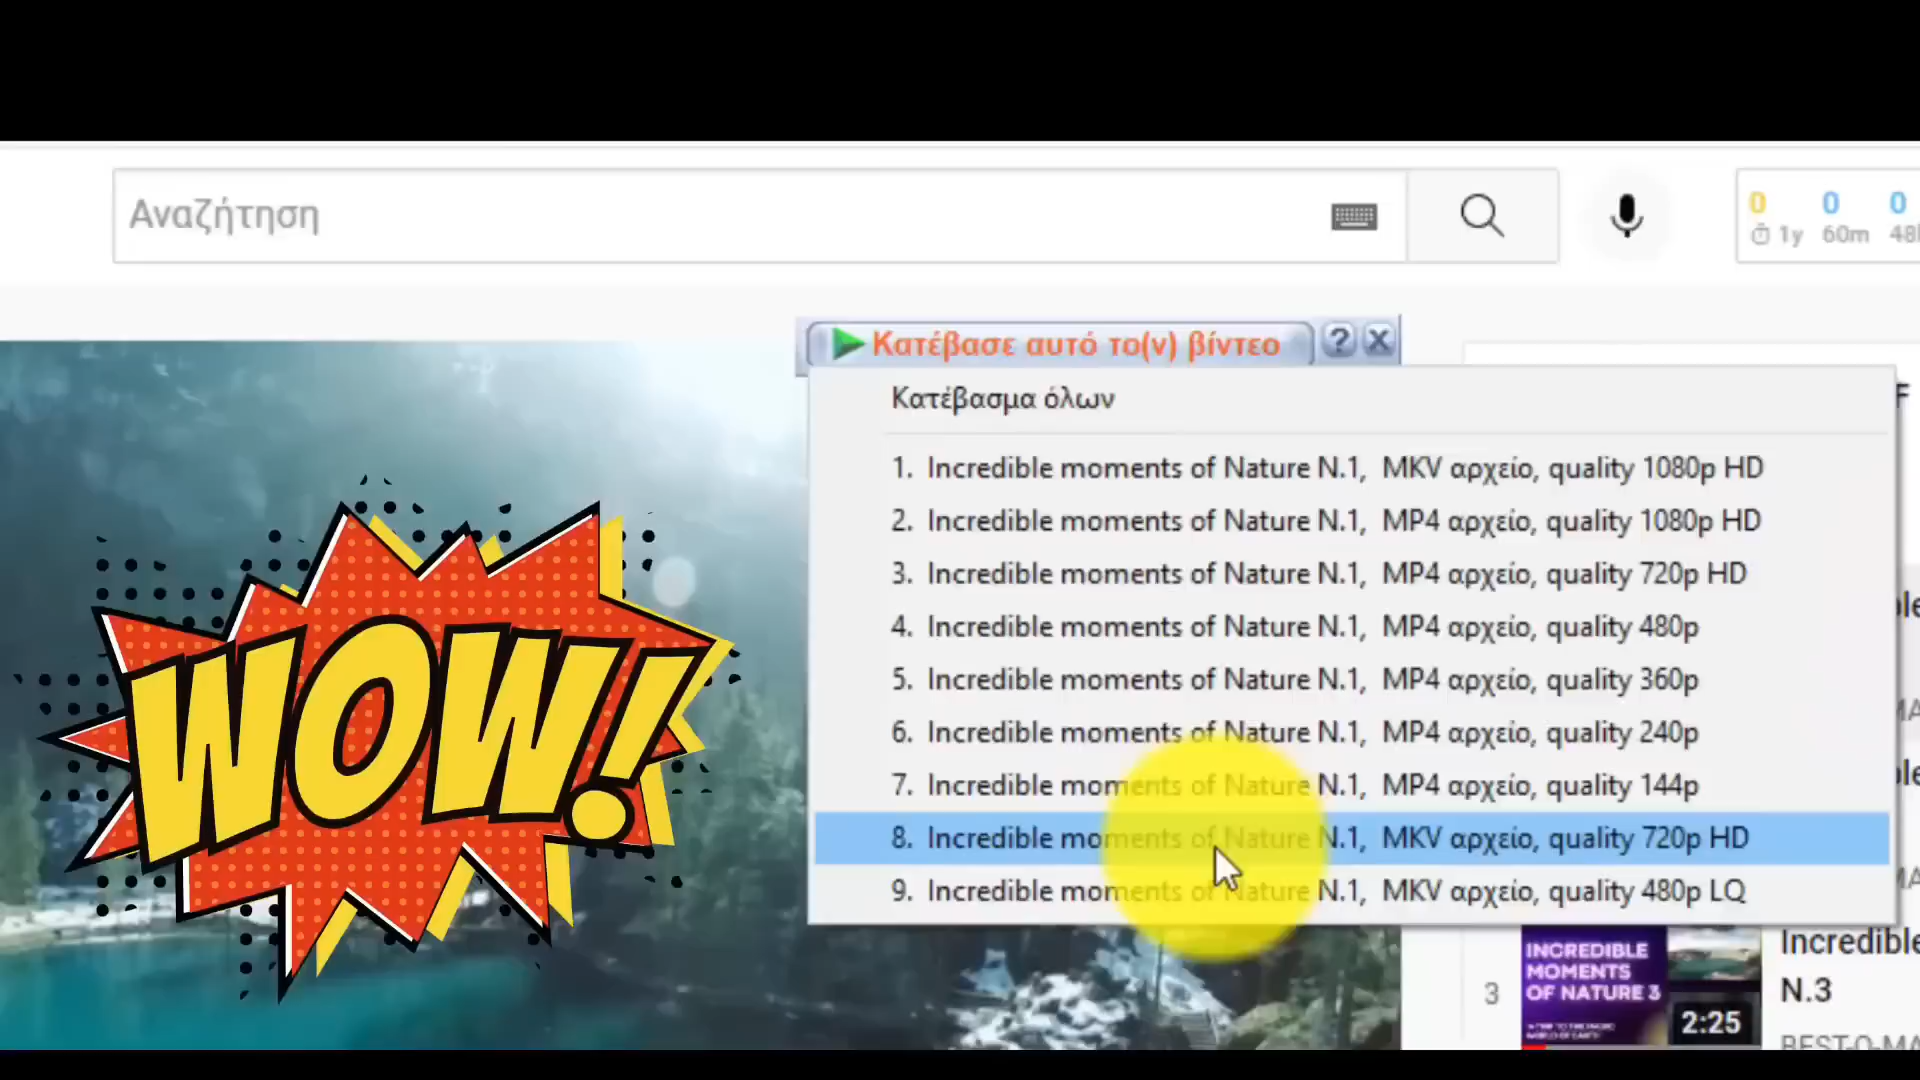 Αναζήτηση
0 0 0
1y 60m 48
Κατέβασε αυτό το(ν) βίντεο
Κατέβασμα όλων
1. Incredible moments of Nature N.1, MKV αρχείο, quality 1080p HD
2. Incredible moments of Nature N.1, MP4 αρχείο, quality 1080p HD
3. Incredible moments of Nature N.1, MP4 αρχείο, quality 720p HD
4. Incredible moments of Nature N.1, MP4 αρχείο, quality 480p
5. Incredible moments of Nature N.1, MP4 αρχείο, quality 360p
6. Incredible moments of Nature N.1, MP4 αρχείο, quality 240p
7. Incredible moments of Nature N.1, MP4 αρχείο, quality 144p
8. Incredible moments of Nature N.1, MKV αρχείο, quality 720p HD
9. Incredible moments of Nature N.1, MKV αρχείο, quality 480p LQ
WOW!
3
INCREDIBLE
MOMENTS
OF NATURE 3
2:25
Incredible
N.3
BEST-O-MA